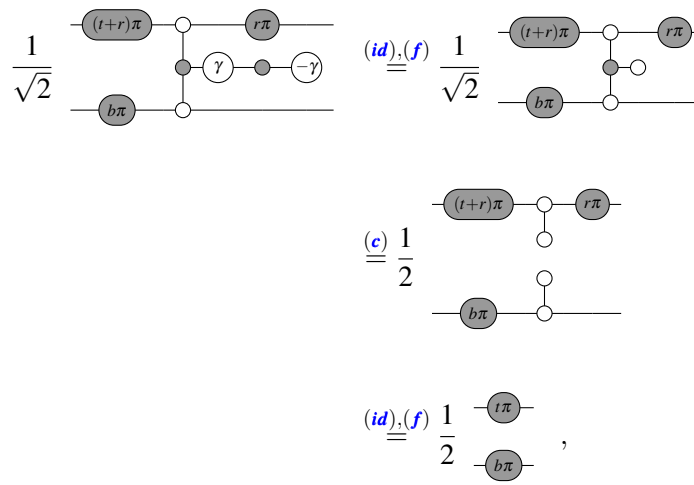 (t+r)π rπ
1/√2 γ −γ (id),(f) = 1/√2 (t+r)π rπ
bπ bπ
(t+r)π rπ
(c) = 1/2
bπ
(id),(f) = 1/2 tπ
bπ ,